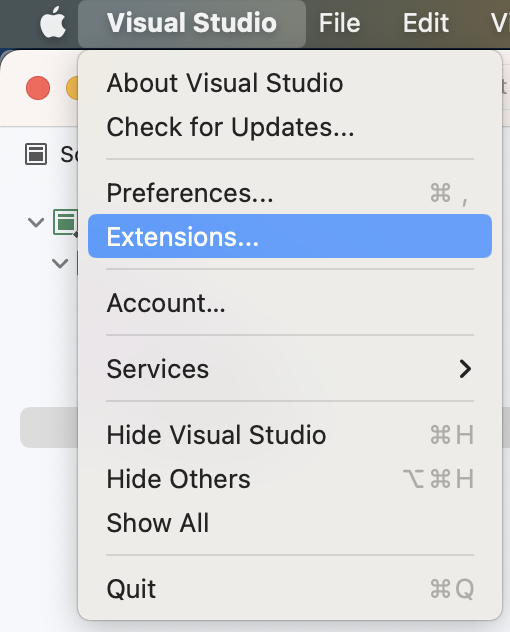 Visual Studio File Edit
About Visual Studio
Check for Updates...
Preferences... ⌘ ,
Extensions...
Account...
Services
Hide Visual Studio ⌘H
Hide Others ⌥⌘H
Show All
Quit ⌘Q